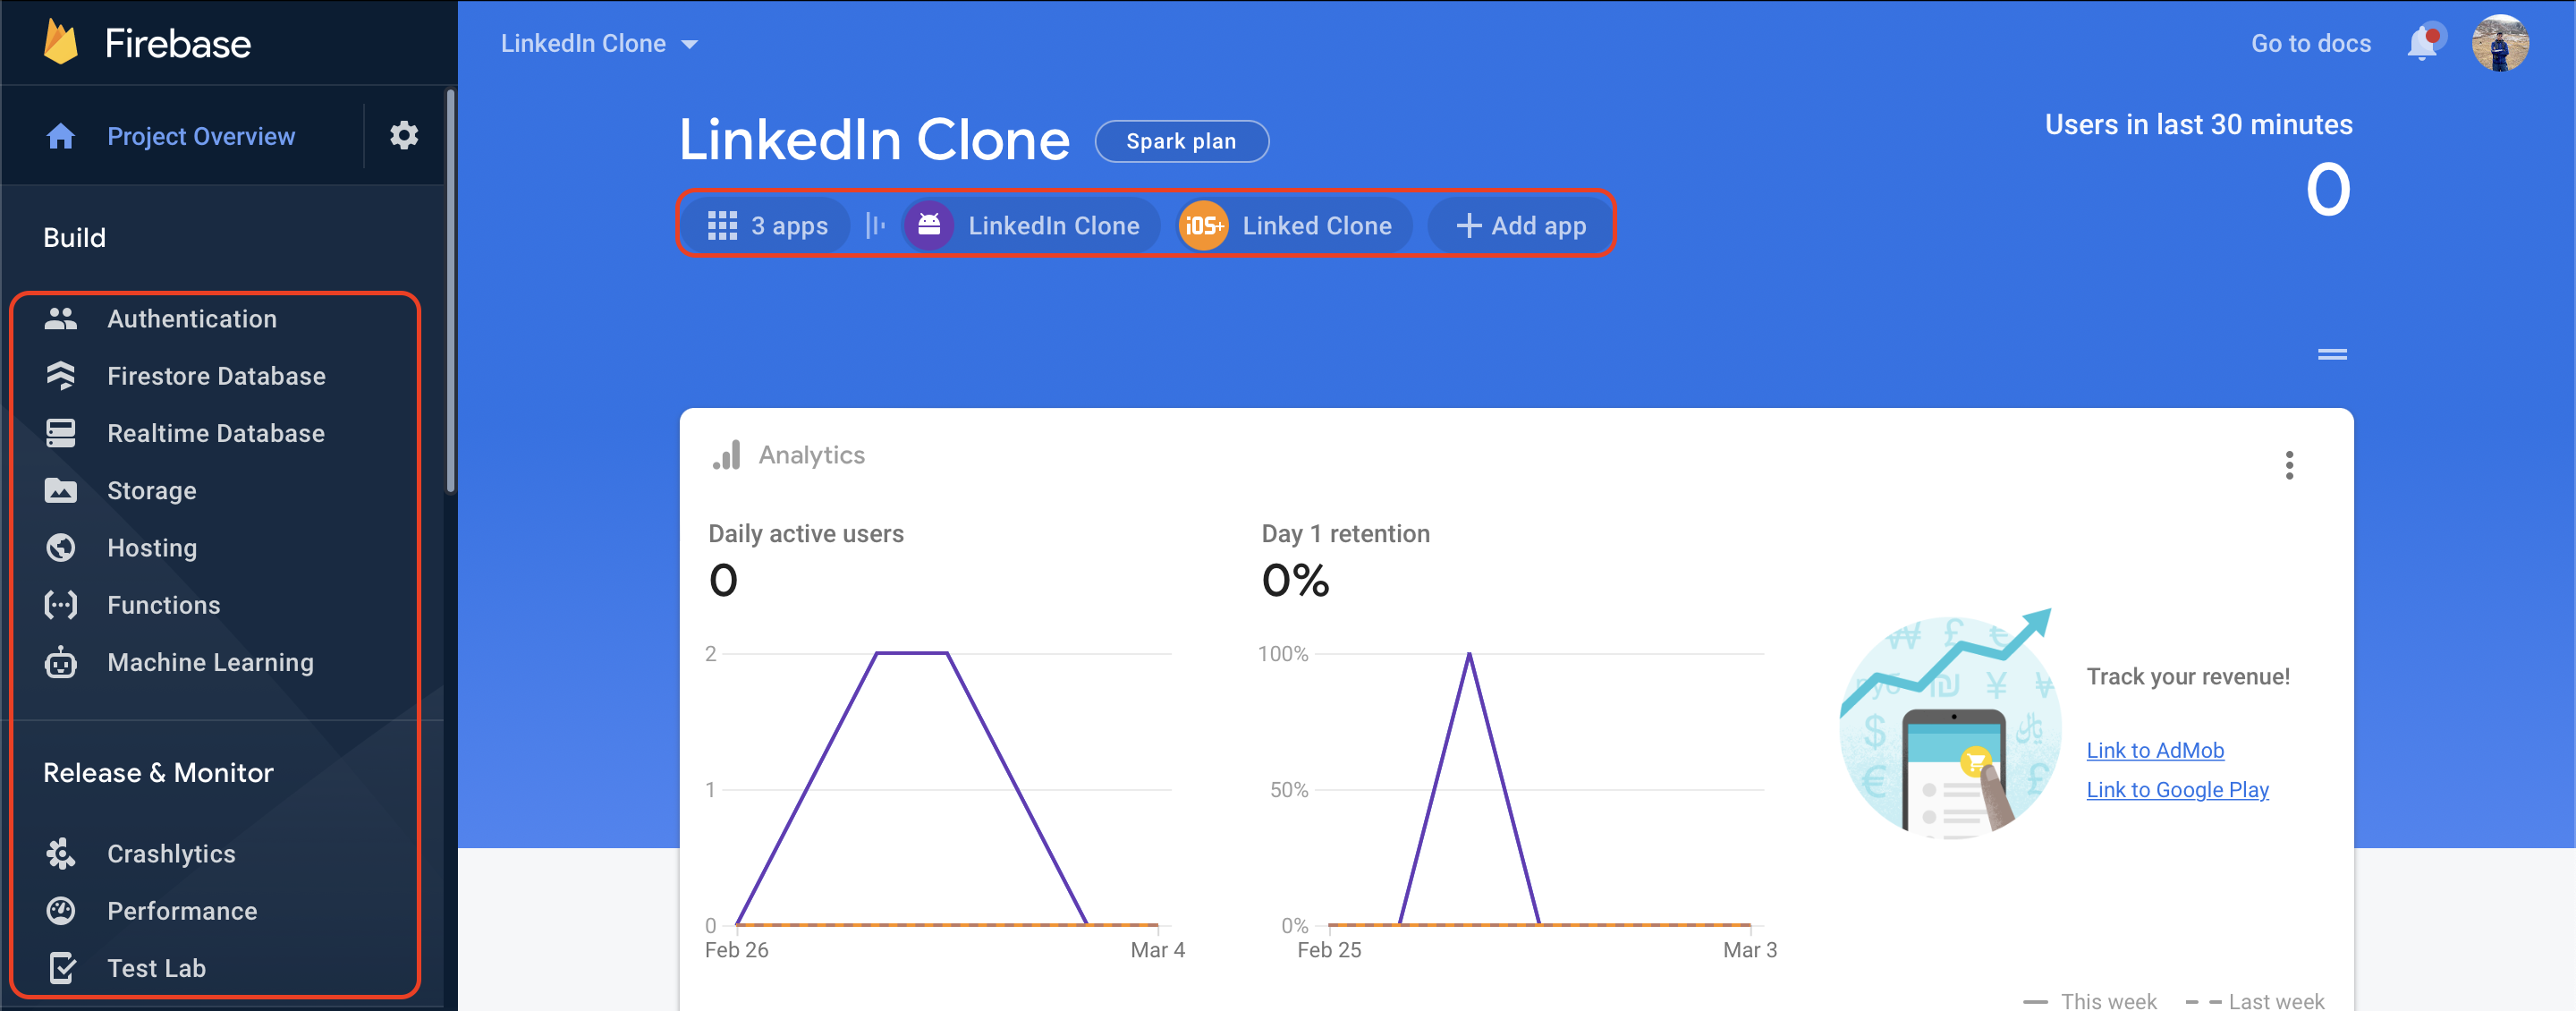 Firebase
Project Overview
Build
Authentication
Firestore Database
Realtime Database
Storage
Hosting
Functions
Machine Learning
Release & Monitor
Crashlytics
Performance
Test Lab
LinkedIn Clone
Go to docs
LinkedIn Clone
Spark plan
Users in last 30 minutes
0
3 apps
LinkedIn Clone
iOS+
Linked Clone
+ Add app
Analytics
Daily active users
0
2
1
0
Feb 26
Mar 4
Day 1 retention
0%
100%
50%
0%
Feb 25
Mar 3
Track your revenue!
Link to AdMob
Link to Google Play
This week
Last week